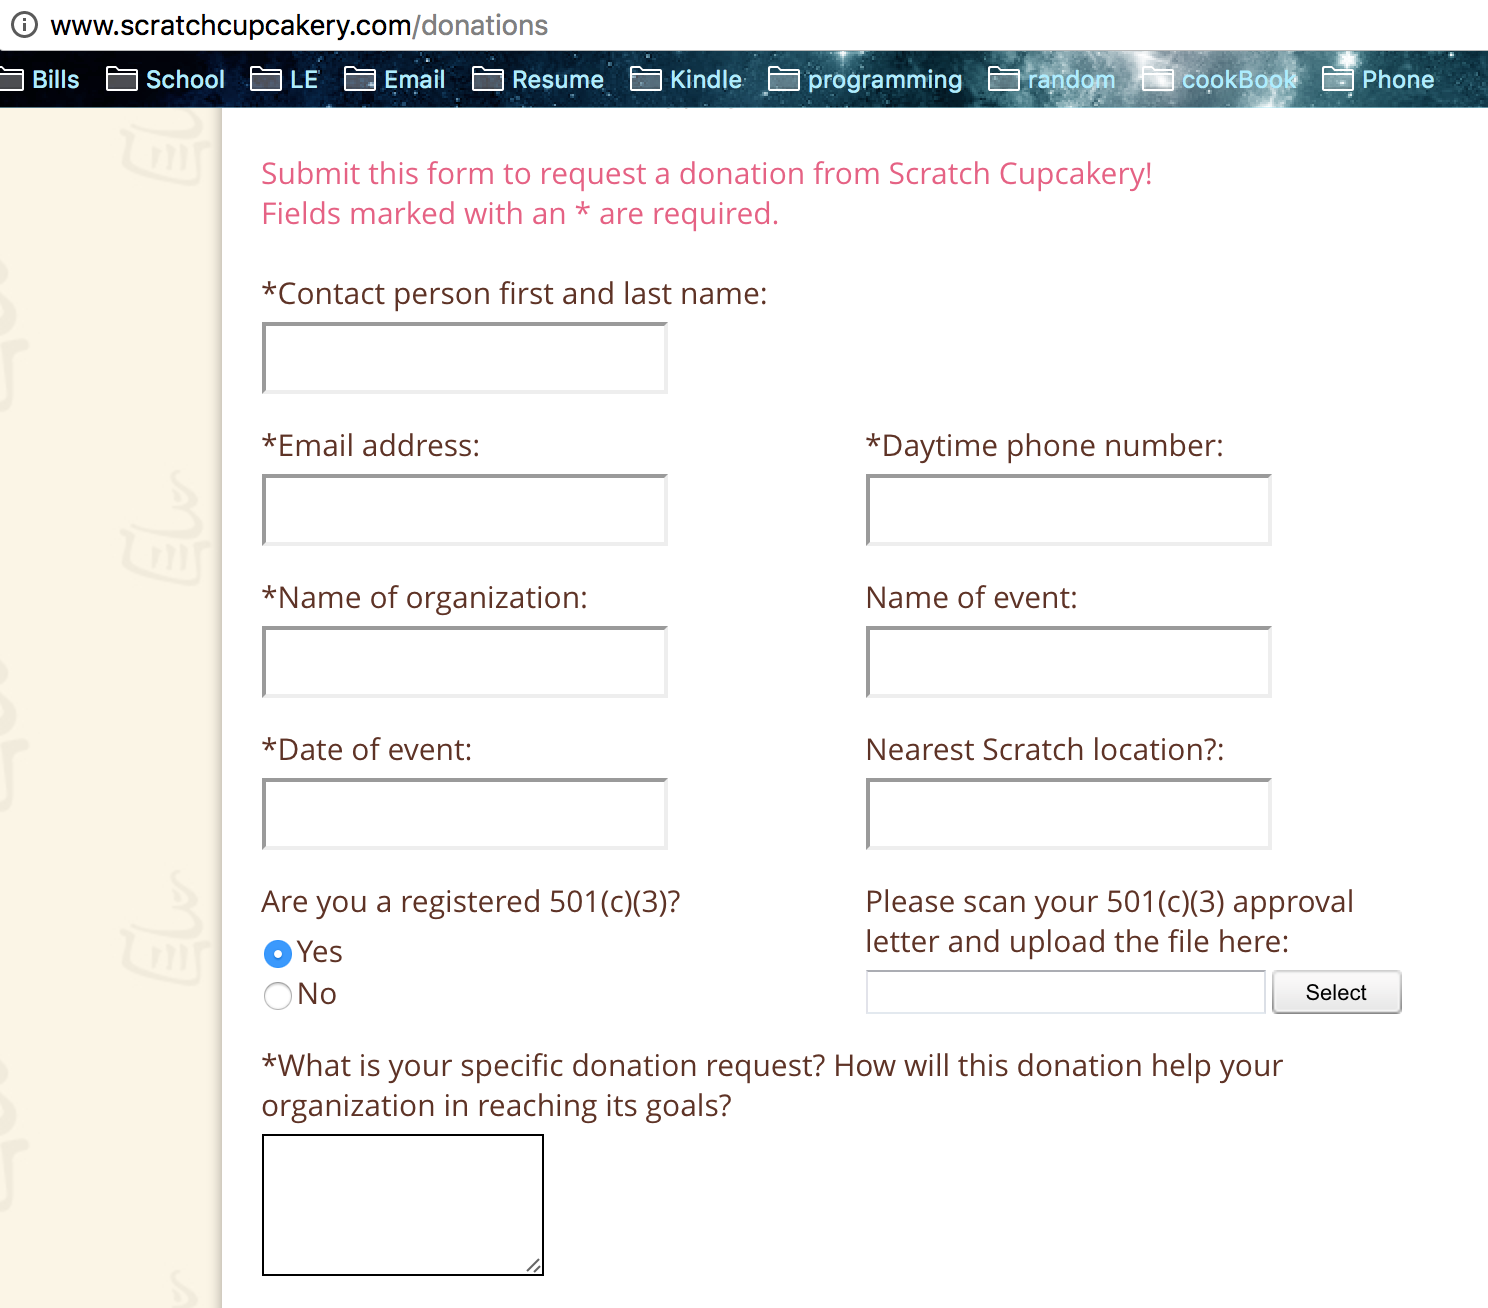 www.scratchcupcakery.com/donations
Bills School LE Email Resume Kindle programming random cookBook Phone
Submit this form to request a donation from Scratch Cupcakery!
Fields marked with an * are required.
*Contact person first and last name:
*Email address: *Daytime phone number:
*Name of organization: Name of event:
*Date of event: Nearest Scratch location?:
Are you a registered 501(c)(3)? Please scan your 501(c)(3) approval
letter and upload the file here:
Yes
No
Select
*What is your specific donation request? How will this donation help your
organization in reaching its goals?